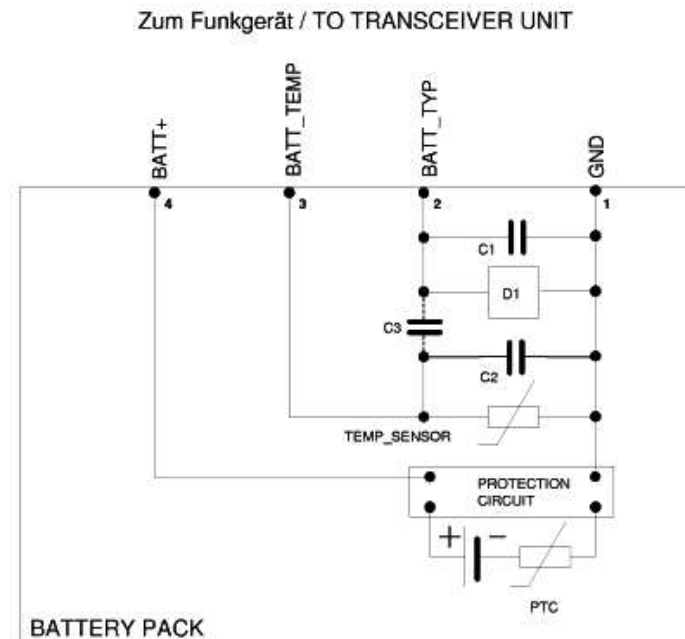 Zum Funkgerät / TO TRANSCEIVER UNIT
BATT+
BATT_TEMP
BATT_TYP
GND
4
3
2
1
C1
D1
C3
C2
TEMP_SENSOR
PROTECTION
CIRCUIT
+
−
PTC
BATTERY PACK